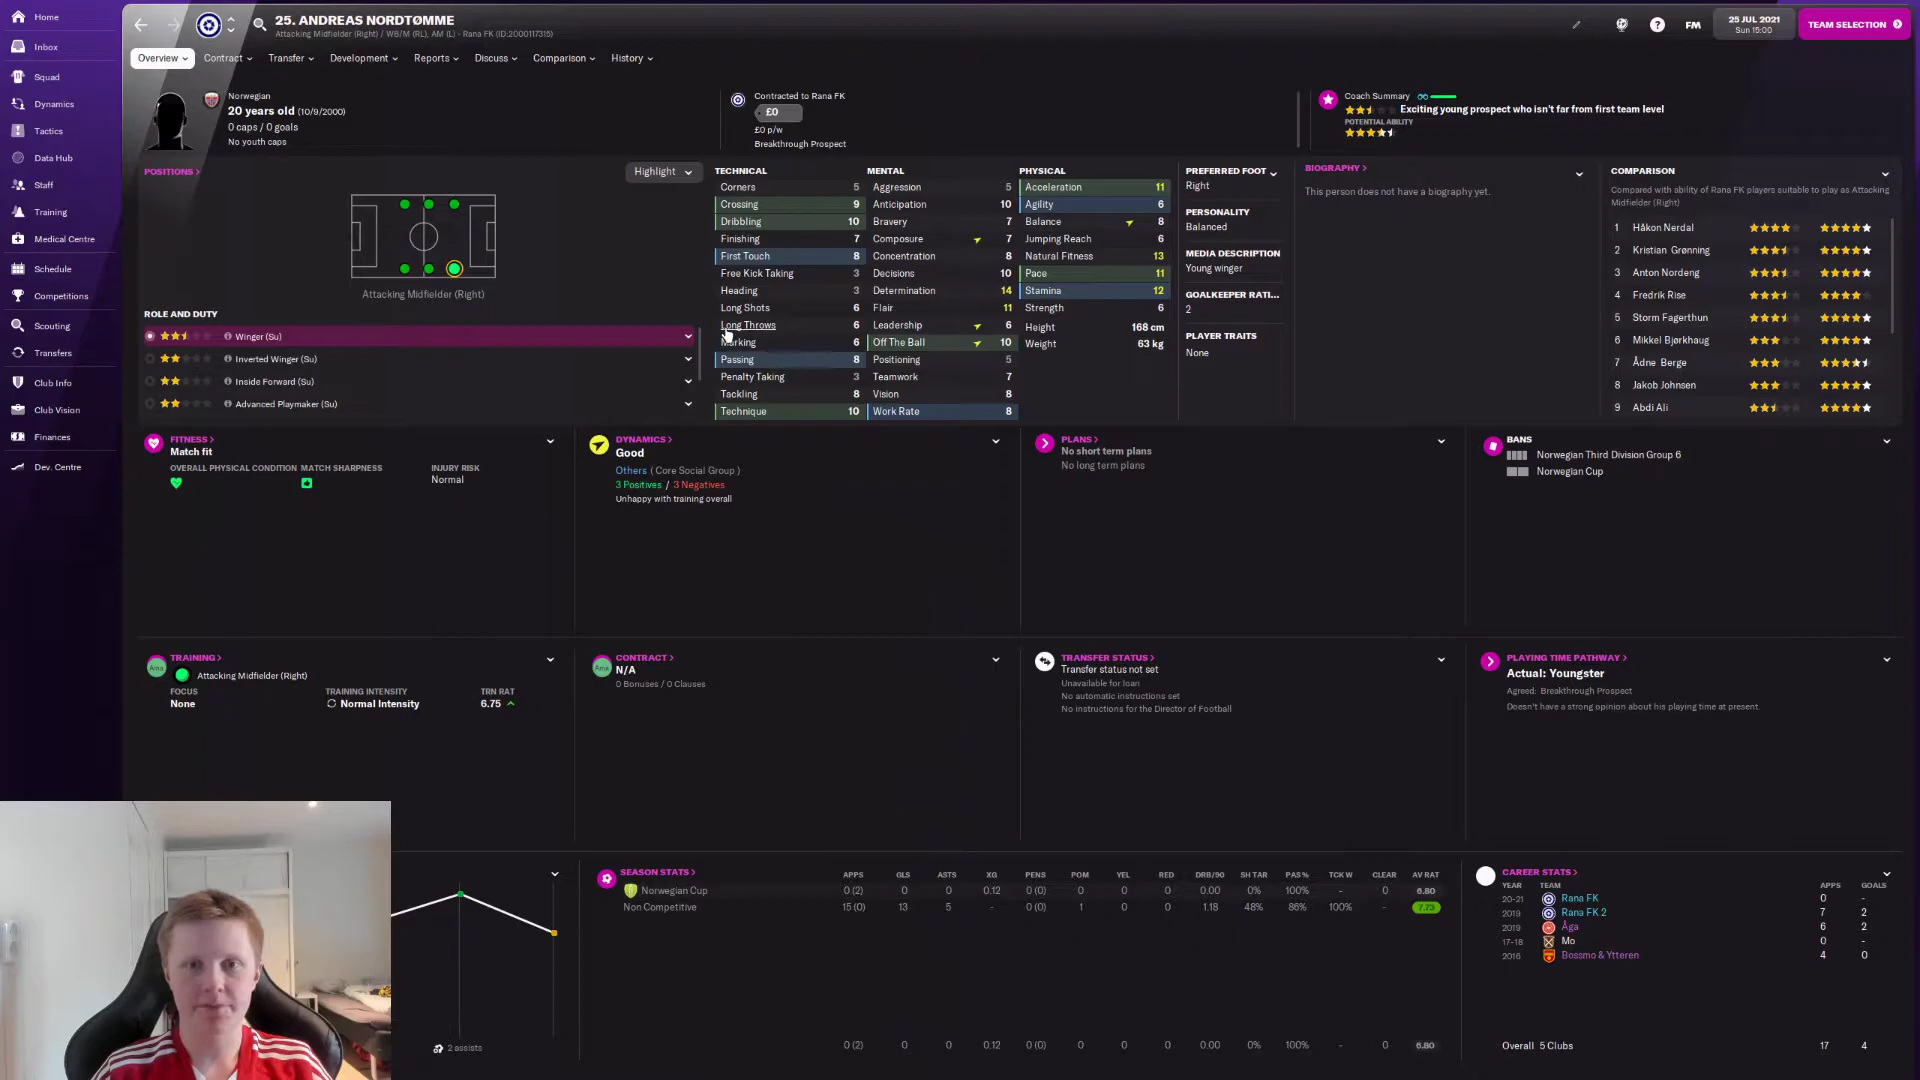 Home
Inbox
Squad
Dynamics
Tactics
Data Hub
Staff
Training
Medical Centre
Schedule
Competitions
Scouting
Transfers
Club Info
Club Vision
Finances
Dev. Centre
25. ANDREAS NORDTØMME
Attacking Midfielder (Right) / WB/M (RL), AM (L) - Rana FK (ID:2000117315)
FM
25 JUL 2021
Sun 15:00
TEAM SELECTION
Overview
Contract
Transfer
Development
Reports
Discuss
Comparison
History
Norwegian
20 years old (10/9/2000)
0 caps / 0 goals
No youth caps
Contracted to Rana FK
£0
£0 p/w
Breakthrough Prospect
Coach Summary
Exciting young prospect who isn't far from first team level
POTENTIAL ABILITY
POSITIONS >
Highlight
Attacking Midfielder (Right)
ROLE AND DUTY
Winger (Su)
Inverted Winger (Su)
Inside Forward (Su)
Advanced Playmaker (Su)
TECHNICAL
Corners 5
Crossing 9
Dribbling 10
Finishing 7
First Touch 8
Free Kick Taking 3
Heading 3
Long Shots 6
Long Throws 6
Marking 6
Passing 8
Penalty Taking 3
Tackling 8
Technique 10
MENTAL
Aggression 5
Anticipation 10
Bravery 7
Composure 7
Concentration 8
Decisions 10
Determination 14
Flair 11
Leadership 6
Off The Ball 10
Positioning 5
Teamwork 7
Vision 8
Work Rate 8
PHYSICAL
Acceleration 11
Agility 6
Balance 8
Jumping Reach 6
Natural Fitness 13
Pace 11
Stamina 12
Strength 6
Height 168 cm
Weight 63 kg
PREFERRED FOOT
Right
PERSONALITY
Balanced
MEDIA DESCRIPTION
Young winger
GOALKEEPER RATI...
2
PLAYER TRAITS
None
BIOGRAPHY >
This person does not have a biography yet.
COMPARISON
Compared with ability of Rana FK players suitable to play as Attacking
Midfielder (Right)
1 Håkon Nerdal
2 Kristian Grønning
3 Anton Nordeng
4 Fredrik Rise
5 Storm Fagerthun
6 Mikkel Bjørkhaug
7 Ådne Berge
8 Jakob Johnsen
9 Abdi Ali
FITNESS >
Match fit
OVERALL PHYSICAL CONDITION MATCH SHARPNESS INJURY RISK
Normal
DYNAMICS >
Good
Others ( Core Social Group )
3 Positives / 3 Negatives
Unhappy with training overall
PLANS >
No short term plans
No long term plans
BANS
Norwegian Third Division Group 6
Norwegian Cup
TRAINING >
Ama
Attacking Midfielder (Right)
FOCUS TRAINING INTENSITY TRN RAT
None Normal Intensity 6.75
CONTRACT >
Ama
N/A
0 Bonuses / 0 Clauses
TRANSFER STATUS >
Transfer status not set
Unavailable for loan
No automatic instructions set
No instructions for the Director of Football
PLAYING TIME PATHWAY >
Actual: Youngster
Agreed: Breakthrough Prospect
Doesn't have a strong opinion about his playing time at present.
2 assists
SEASON STATS > APPS GLS ASTS XG PENS POM YEL RED DRB/90 SH TAR PAS% TCK W CLEAR AV RAT
Norwegian Cup 0 (2) 0 0 0.12 0 (0) 0 0 0 0.00 0% 100% - 0 6.80
Non Competitive 15 (0) 13 5 - 0 (0) 1 0 0 1.18 48% 86% 100% - 7.73
0 (2) 0 0 0.12 0 (0) 0 0 0 0.00 0% 100% - 0 6.80
CAREER STATS >
YEAR TEAM APPS GOALS
20-21 Rana FK 0 -
2019 Rana FK 2 7 2
2019 Åga 6 2
17-18 Mo 0 -
2016 Bossmo & Ytteren 4 0
Overall 5 Clubs 17 4